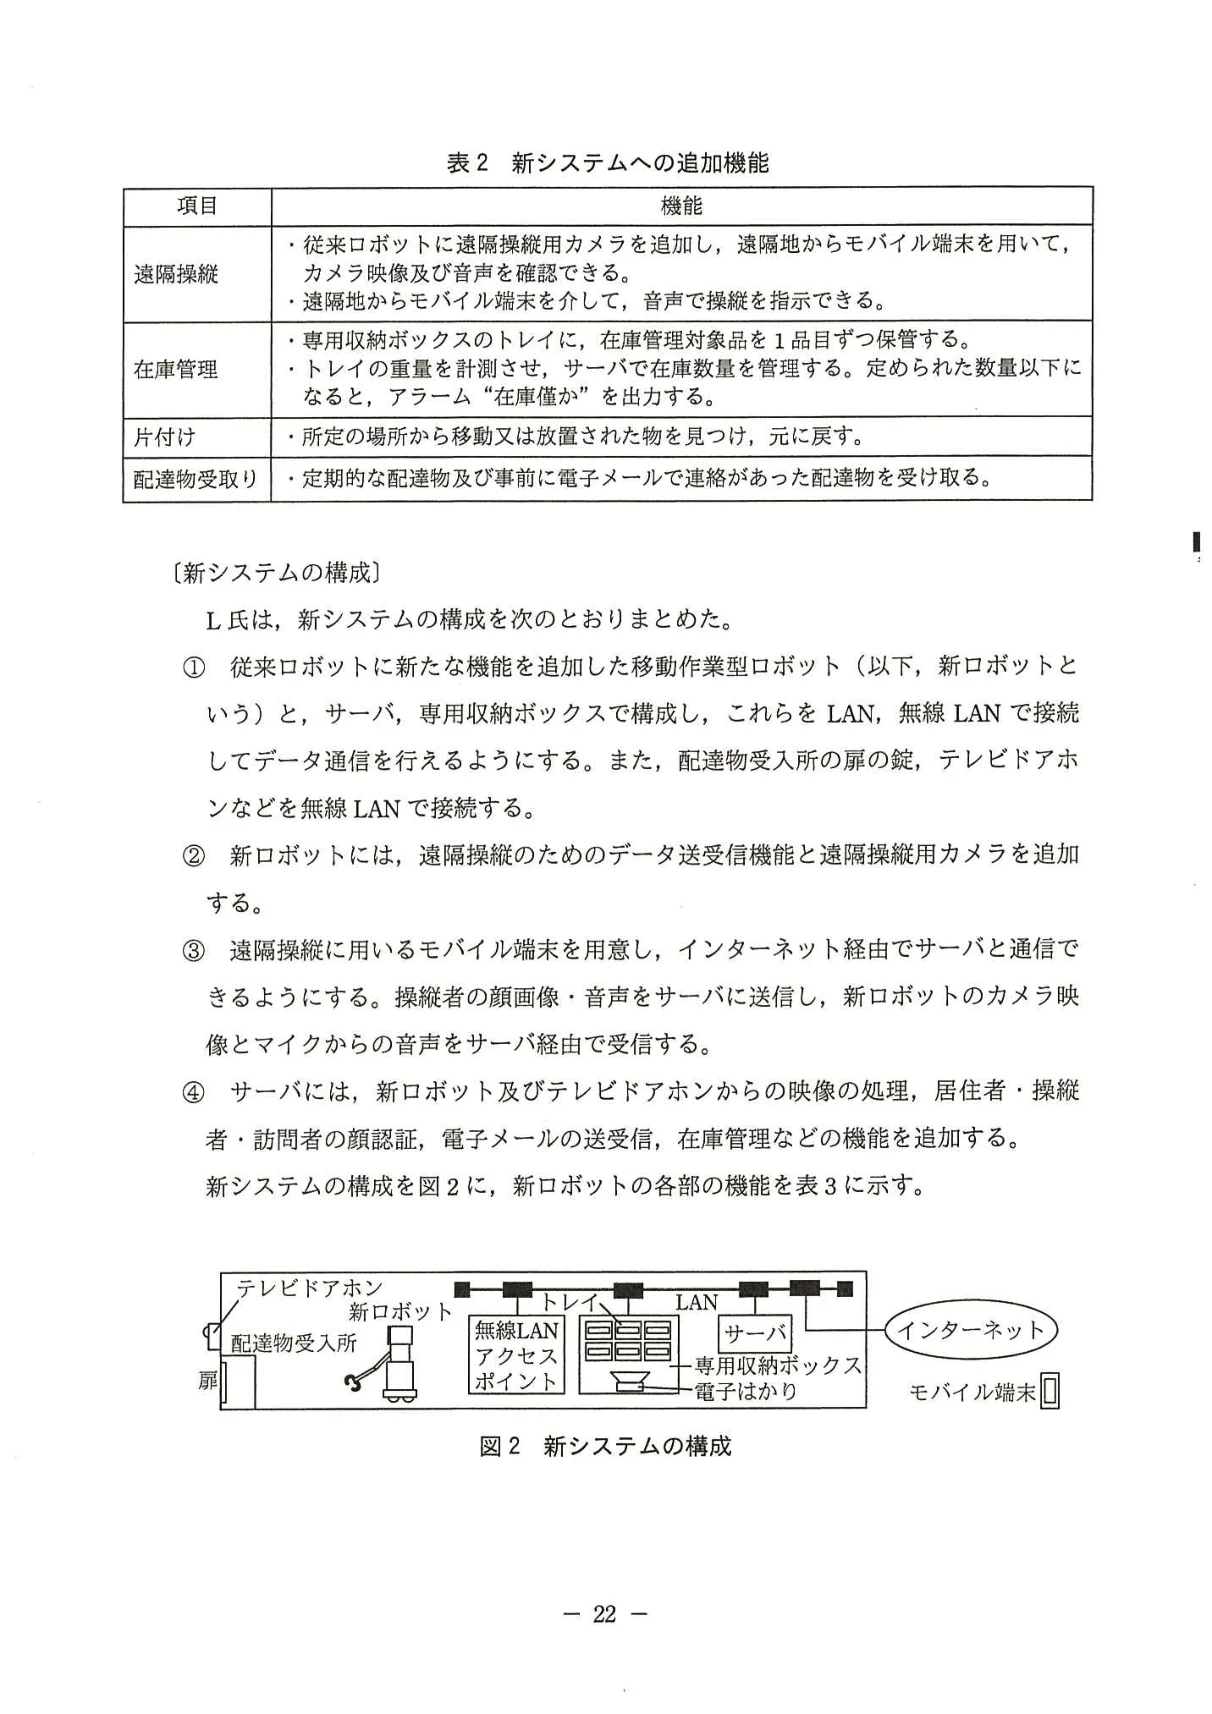 表2 新システムへの追加機能
項目 機能
遠隔操縦
・従来ロボットに遠隔操縦用カメラを追加し，遠隔地からモバイル端末を用いて，
カメラ映像及び音声を確認できる。
・遠隔地からモバイル端末を介して，音声で操縦を指示できる。
在庫管理
・専用収納ボックスのトレイに，在庫管理対象品を1品目ずつ保管する。
・トレイの重量を計測させ，サーバで在庫数量を管理する。定められた数量以下に
なると，アラーム“在庫僅か”を出力する。
片付け ・所定の場所から移動又は放置された物を見つけ，元に戻す。
配達物受取り ・定期的な配達物及び事前に電子メールで連絡があった配達物を受け取る。
〔新システムの構成〕
L氏は，新システムの構成を次のとおりまとめた。
① 従来ロボットに新たな機能を追加した移動作業型ロボット（以下，新ロボットと
いう）と，サーバ，専用収納ボックスで構成し，これらを LAN，無線 LAN で接続
してデータ通信を行えるようにする。また，配達物受入所の扉の錠，テレビドアホ
ンなどを無線 LAN で接続する。
② 新ロボットには，遠隔操縦のためのデータ送受信機能と遠隔操縦用カメラを追加
する。
③ 遠隔操縦に用いるモバイル端末を用意し，インターネット経由でサーバと通信で
きるようにする。操縦者の顔画像・音声をサーバに送信し，新ロボットのカメラ映
像とマイクからの音声をサーバ経由で受信する。
④ サーバには，新ロボット及びテレビドアホンからの映像の処理，居住者・操縦
者・訪問者の顔認証，電子メールの送受信，在庫管理などの機能を追加する。
新システムの構成を図2に，新ロボットの各部の機能を表3に示す。
テレビドアホン
新ロボット
配達物受入所
扉
無線LAN
アクセス
ポイント
トレイ
LAN
サーバ
専用収納ボックス
電子はかり
インターネット
モバイル端末
図2 新システムの構成
－ 22 －